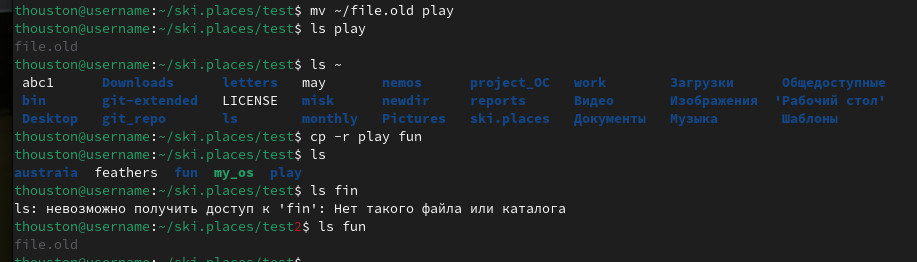 thouston@username:~/ski.places/test$ mv ~/file.old play
thouston@username:~/ski.places/test$ ls play
file.old
thouston@username:~/ski.places/test$ ls ~
abc1 Downloads letters may nemos project_OC work Загрузки Общедоступные
bin git-extended LICENSE misk newdir reports Видео Изображения 'Рабочий стол'
Desktop git_repo ls monthly Pictures ski.places Документы Музыка Шаблоны
thouston@username:~/ski.places/test$ cp -r play fun
thouston@username:~/ski.places/test$ ls
austraia feathers fun my_os play
thouston@username:~/ski.places/test$ ls fin
ls: невозможно получить доступ к 'fin': Нет такого файла или каталога
thouston@username:~/ski.places/test2$ ls fun
file.old
thouston@username:~/ski.places/test$